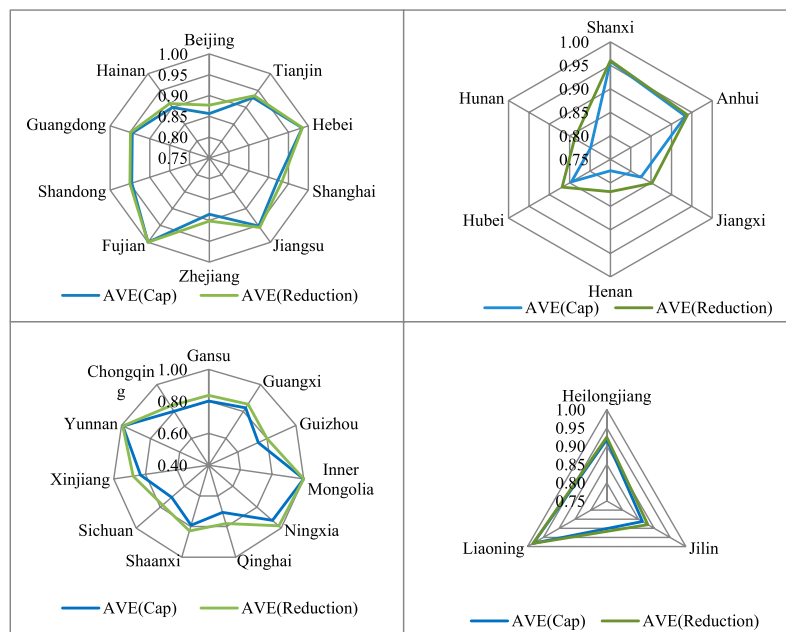 Beijing
1.00
Hainan
Tianjin
0.95
0.90
Guangdong
0.85
Hebei
0.80
0.75
Shandong
Shanghai
Fujian
Jiangsu
Zhejiang
AVE(Cap) AVE(Reduction)
Shanxi
1.00
0.95
Hunan
0.90
Anhui
0.85
0.80
0.75
Hubei
Jiangxi
Henan
AVE(Cap) AVE(Reduction)
Gansu
Chongqin
g
1.00
Guangxi
0.80
Yunnan
Guizhou
0.60
0.40
Xinjiang
Inner
Mongolia
Sichuan
Ningxia
Shaanxi
Qinghai
AVE(Cap) AVE(Reduction)
Heilongjiang
1.00
0.95
0.90
0.85
0.80
0.75
Liaoning
Jilin
AVE(Cap) AVE(Reduction)